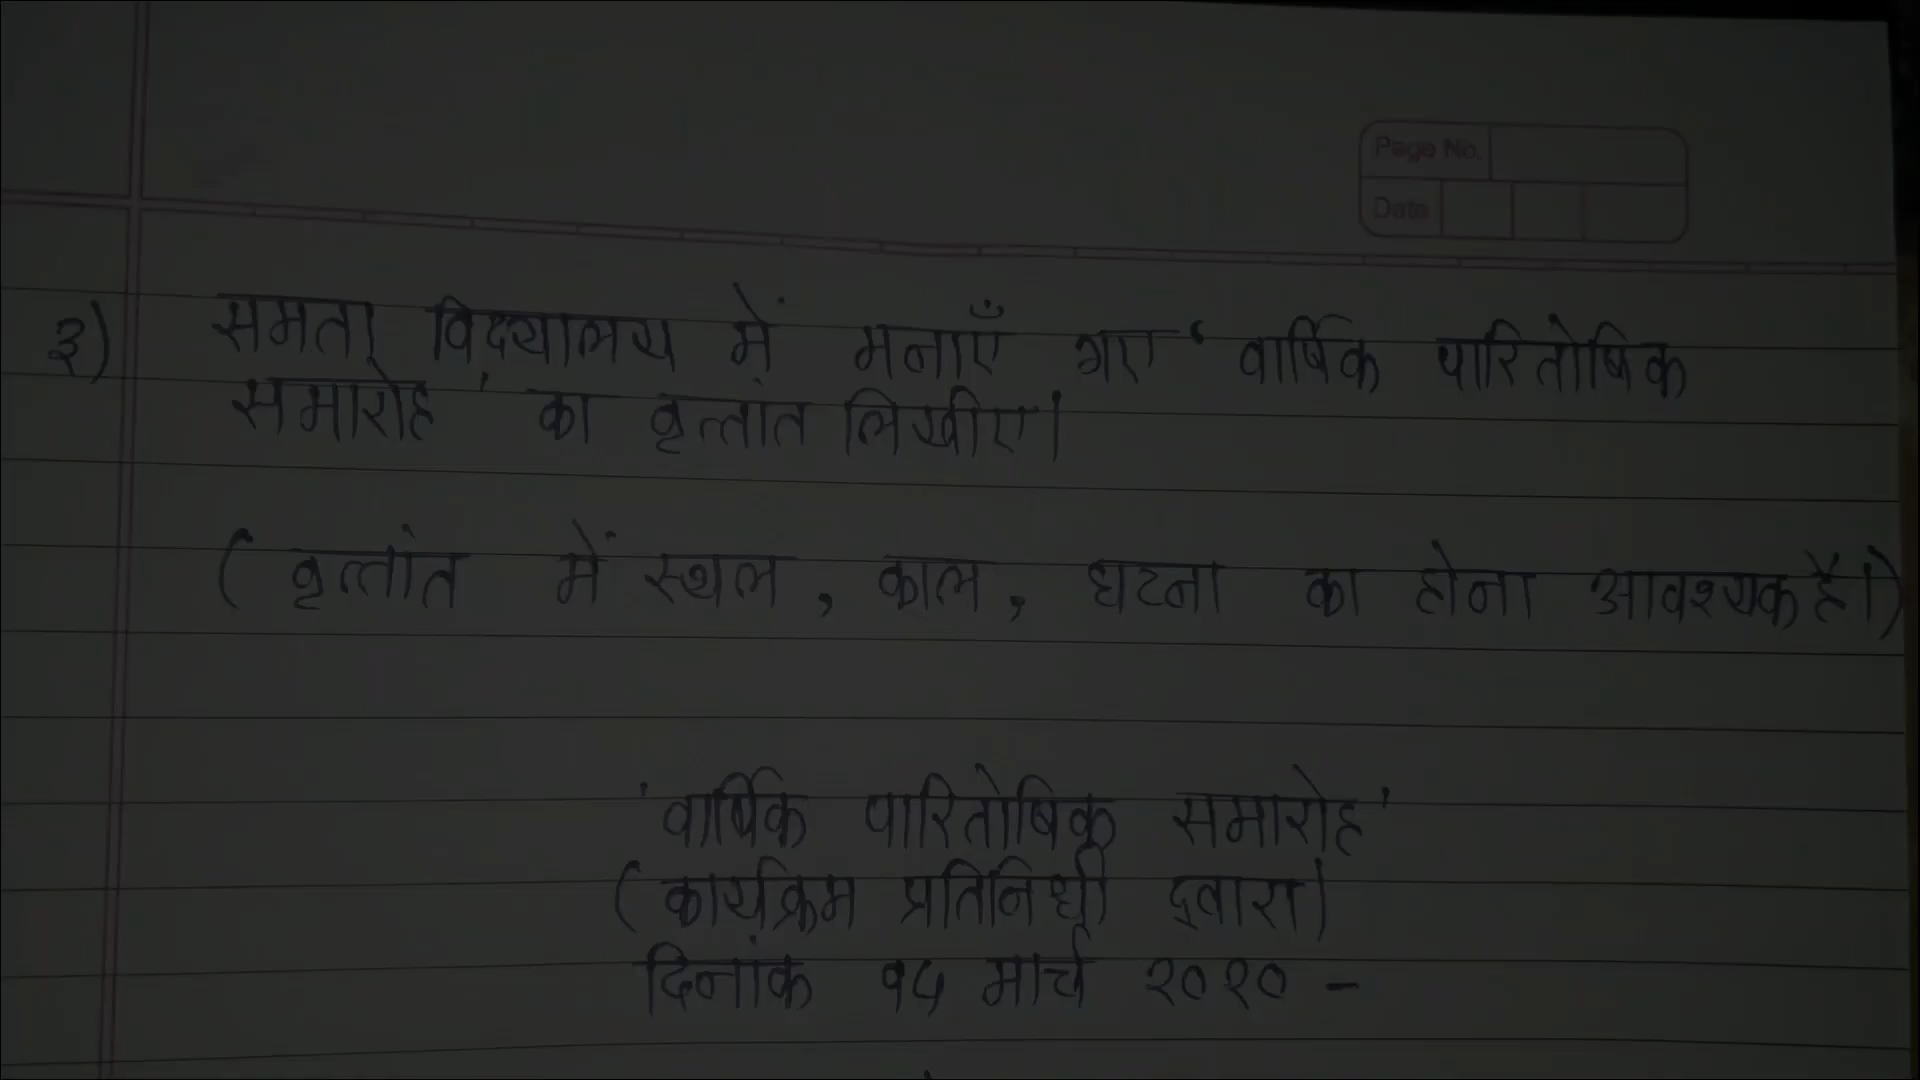 Page No.
Date
३) समता विद्यालय में मनाएँ गए ' वार्षिक पारितोषिक
समारोह ' का वृत्तांत लिखीए।
( वृत्तांत में स्थल , काल , घटना का होना आवश्यक है।)
' वार्षिक पारितोषिक समारोह '
( कार्यक्रम प्रतिनिधी द्वारा)
दिनांक १५ मार्च २०२० -